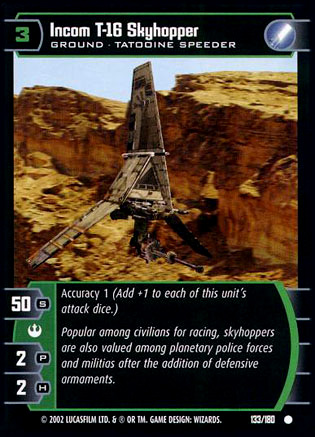 3
Incom T-16 Skyhopper
GROUND · TATOOINE SPEEDER
50 S
Accuracy 1 (Add +1 to each of this unit's
attack dice.)
2 P
2 H
Popular among civilians for racing, skyhoppers
are also valued among planetary police forces
and militias after the addition of defensive
armaments.
© 2002 LUCASFILM LTD. & ® OR TM. GAME DESIGN: WIZARDS.
133/180